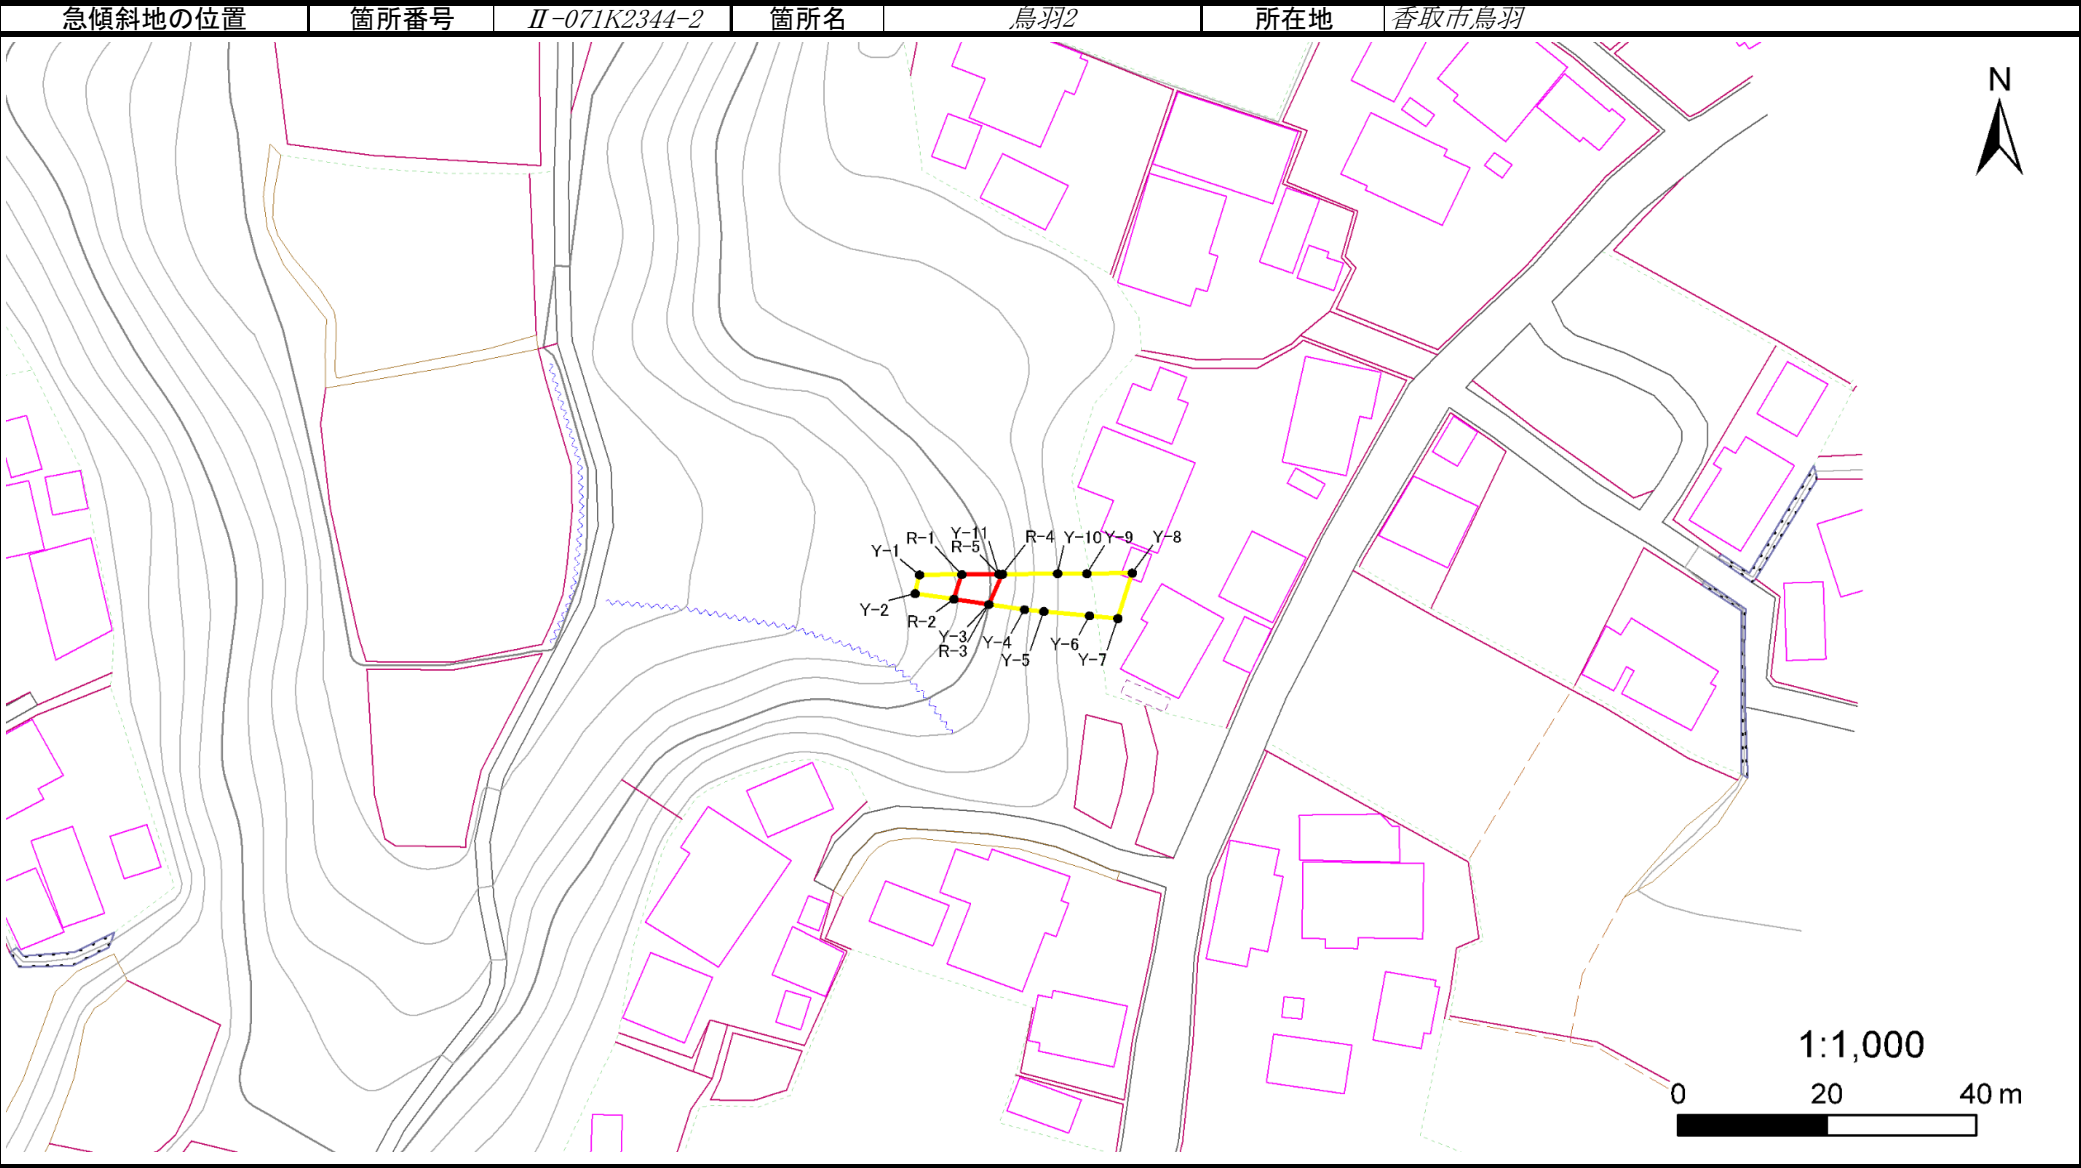 急傾斜地の位置 箇所番号 Ⅱ-071K2344-2 箇所名 鳥羽2 所在地 香取市鳥羽
N
Y-1
R-1
Y-11
R-5
R-4
Y-10
Y-9
Y-8
Y-2
R-2
Y-3
R-3
Y-4
Y-5
Y-6
Y-7
1:1,000
0 20 40 m